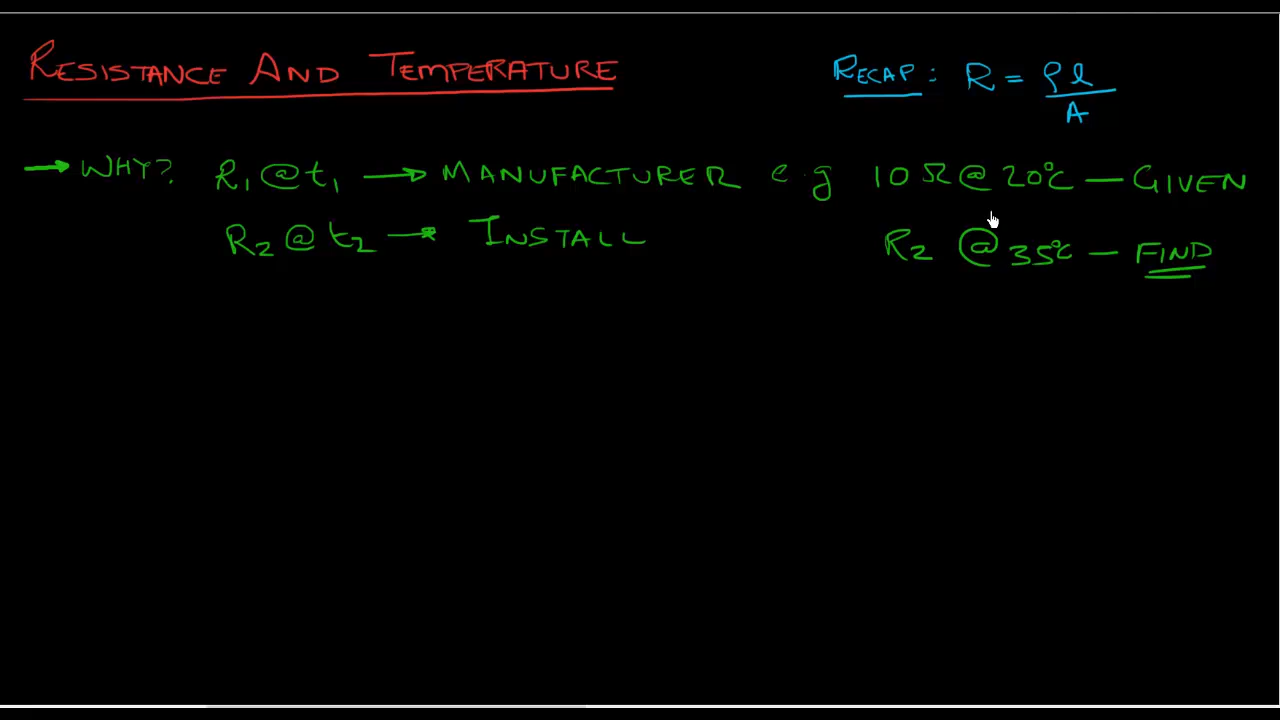 RESISTANCE AND TEMPERATURE
RECAP: R = ρl/A
→ WHY? R₁@t₁ → MANUFACTURER e.g 10Ω@20°C — GIVEN
R₂@t₂ → INSTALL R₂ @35°C — FIND